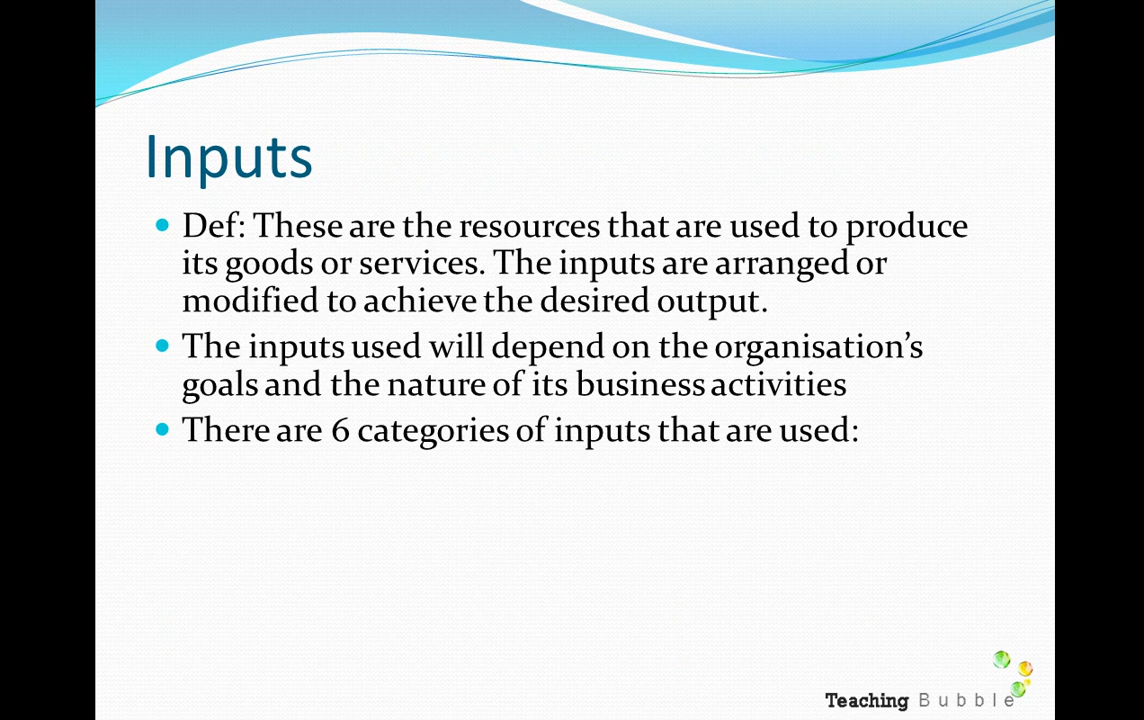 Inputs
Def: These are the resources that are used to produce
its goods or services. The inputs are arranged or
modified to achieve the desired output.
The inputs used will depend on the organisation’s
goals and the nature of its business activities
There are 6 categories of inputs that are used:
Teaching Bubble